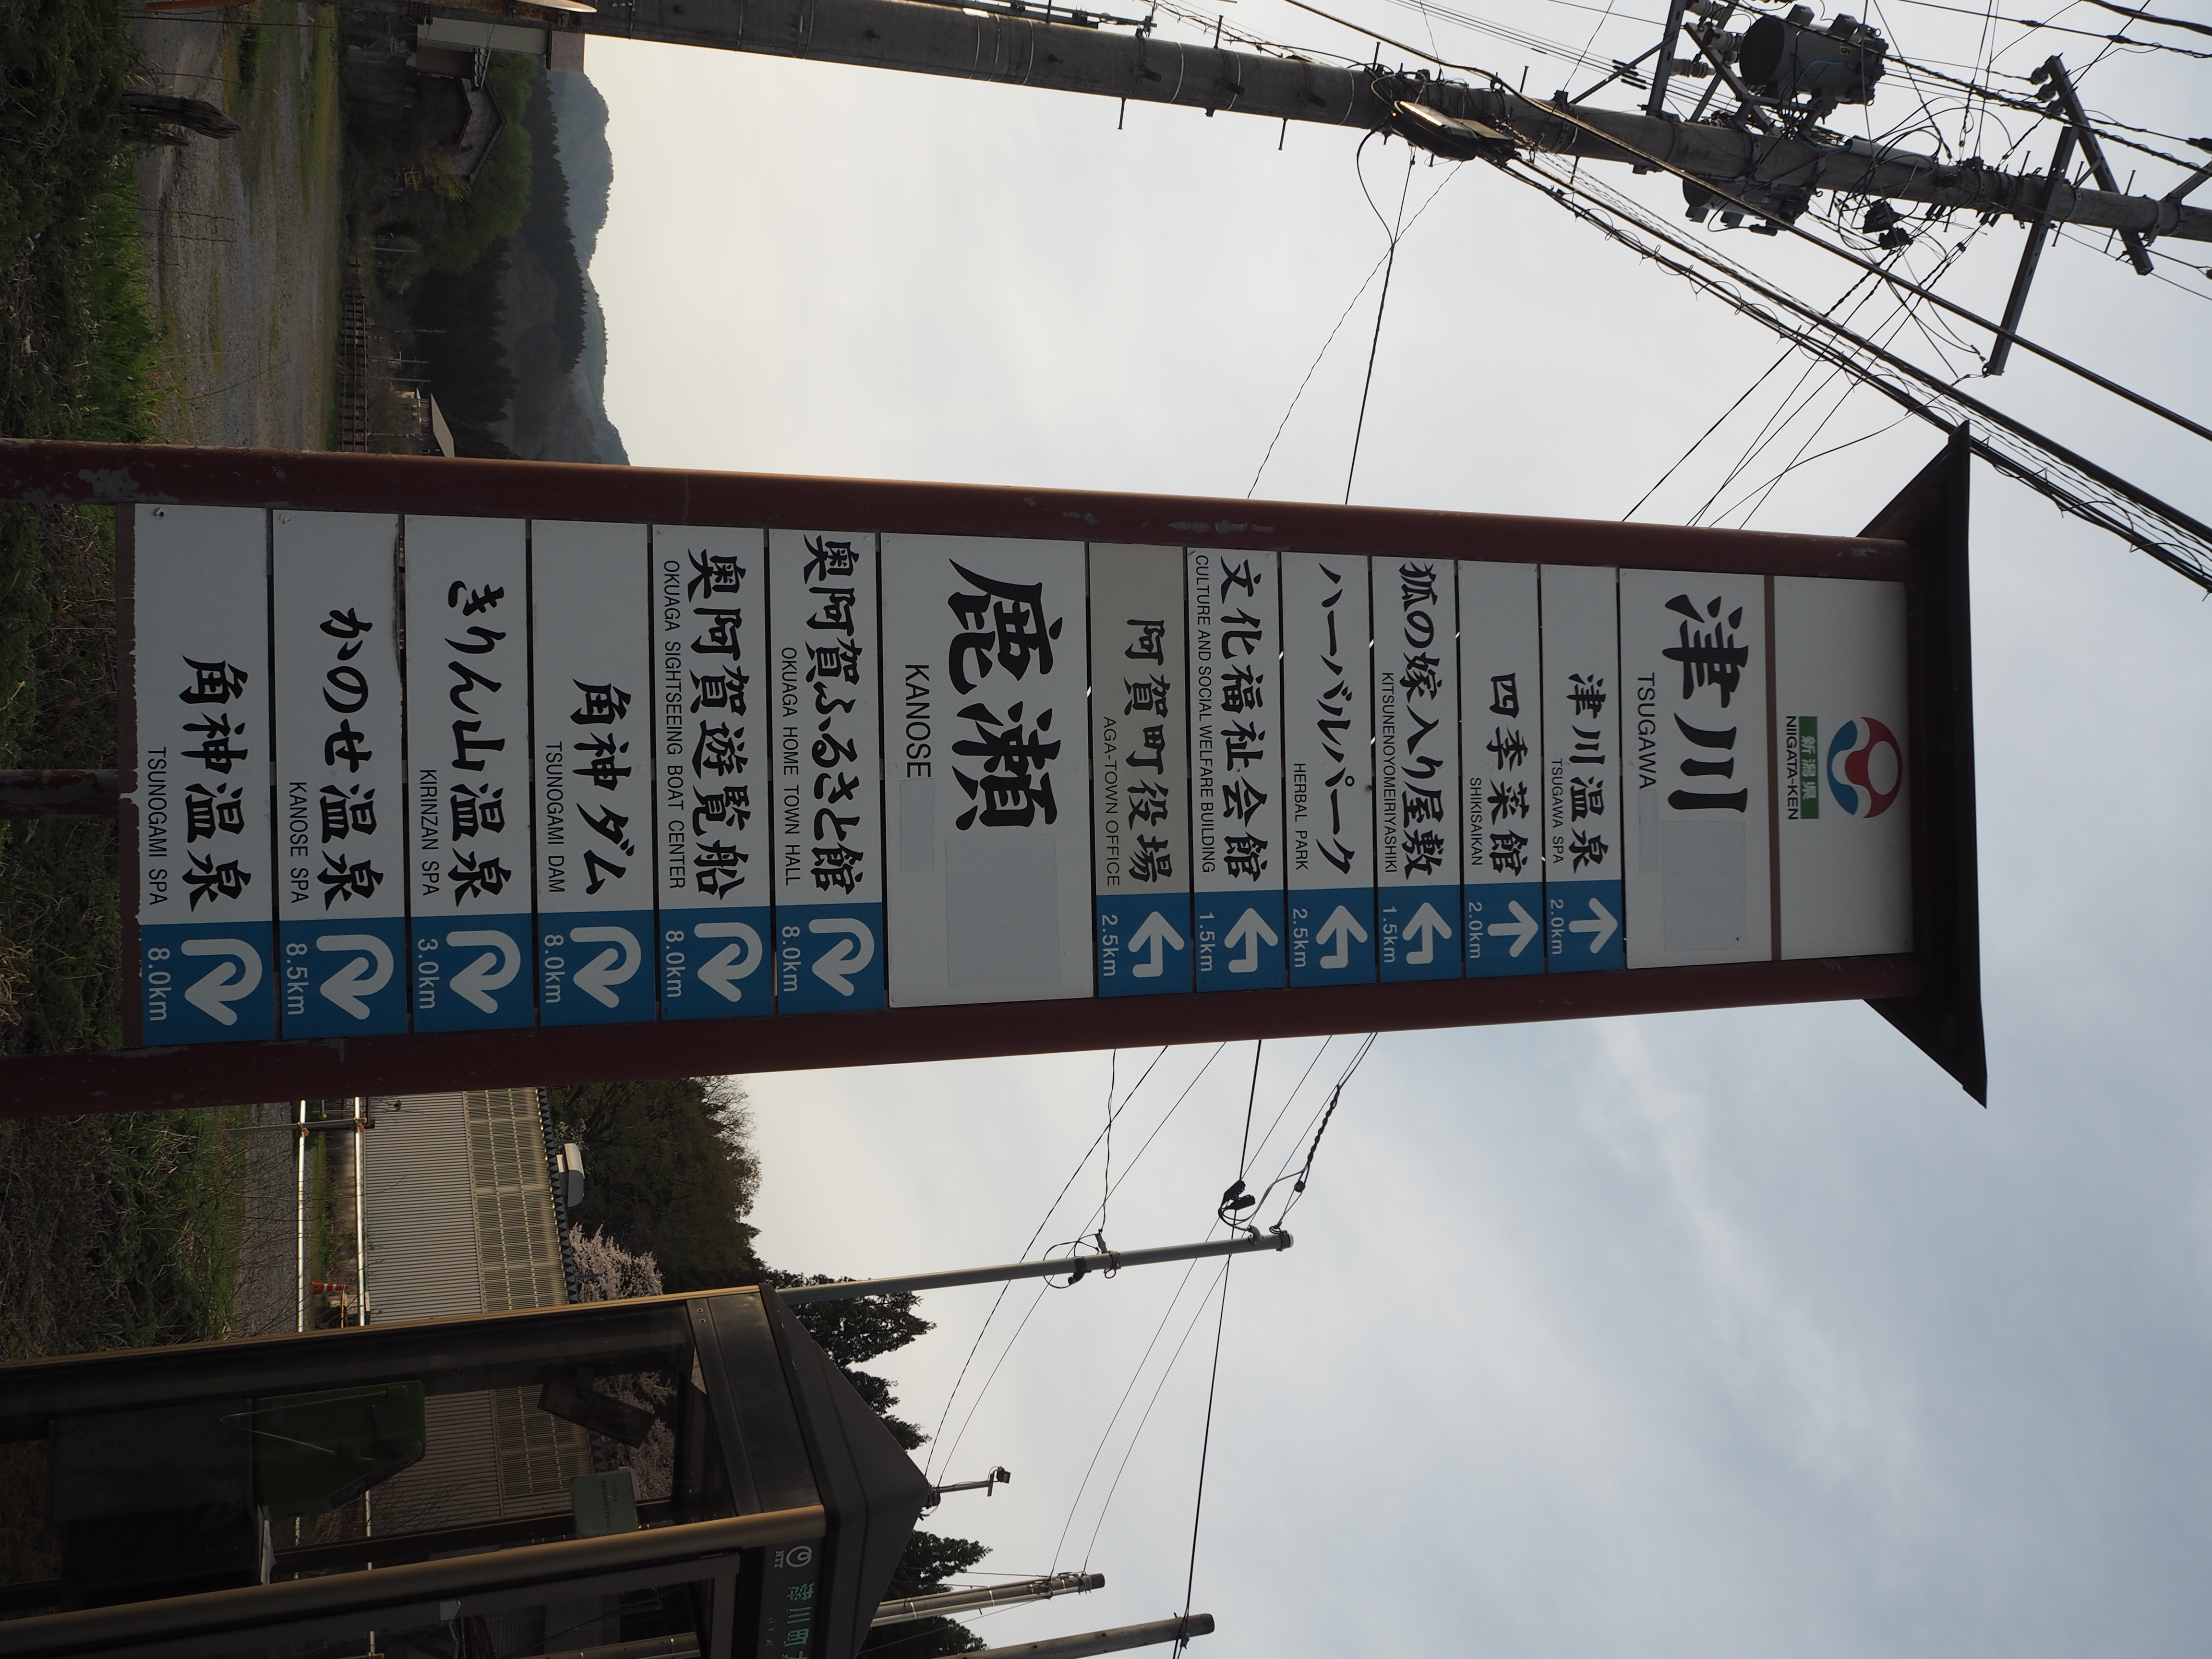 新潟県
NIIGATA-KEN
津川
TSUGAWA
津川温泉
TSUGAWA SPA
2.0km
四季菜館
SHIKISAIKAN
2.0km
狐の嫁入り屋敷
KITSUNENOYOMEIRIYASHIKI
1.5km
ハーバルパーク
HERBAL PARK
2.5km
文化福祉会館
CULTURE AND SOCIAL WELFARE BUILDING
1.5km
阿賀町役場
AGA-TOWN OFFICE
2.5km
鹿瀬
KANOSE
奥阿賀ふるさと館
OKUAGA HOME TOWN HALL
8.0km
奥阿賀遊覧船
OKUAGA SIGHTSEEING BOAT CENTER
8.0km
角神ダム
TSUNOGAMI DAM
8.0km
きりん山温泉
KIRINZAN SPA
3.0km
かのせ温泉
KANOSE SPA
8.5km
角神温泉
TSUNOGAMI SPA
8.0km
NTT